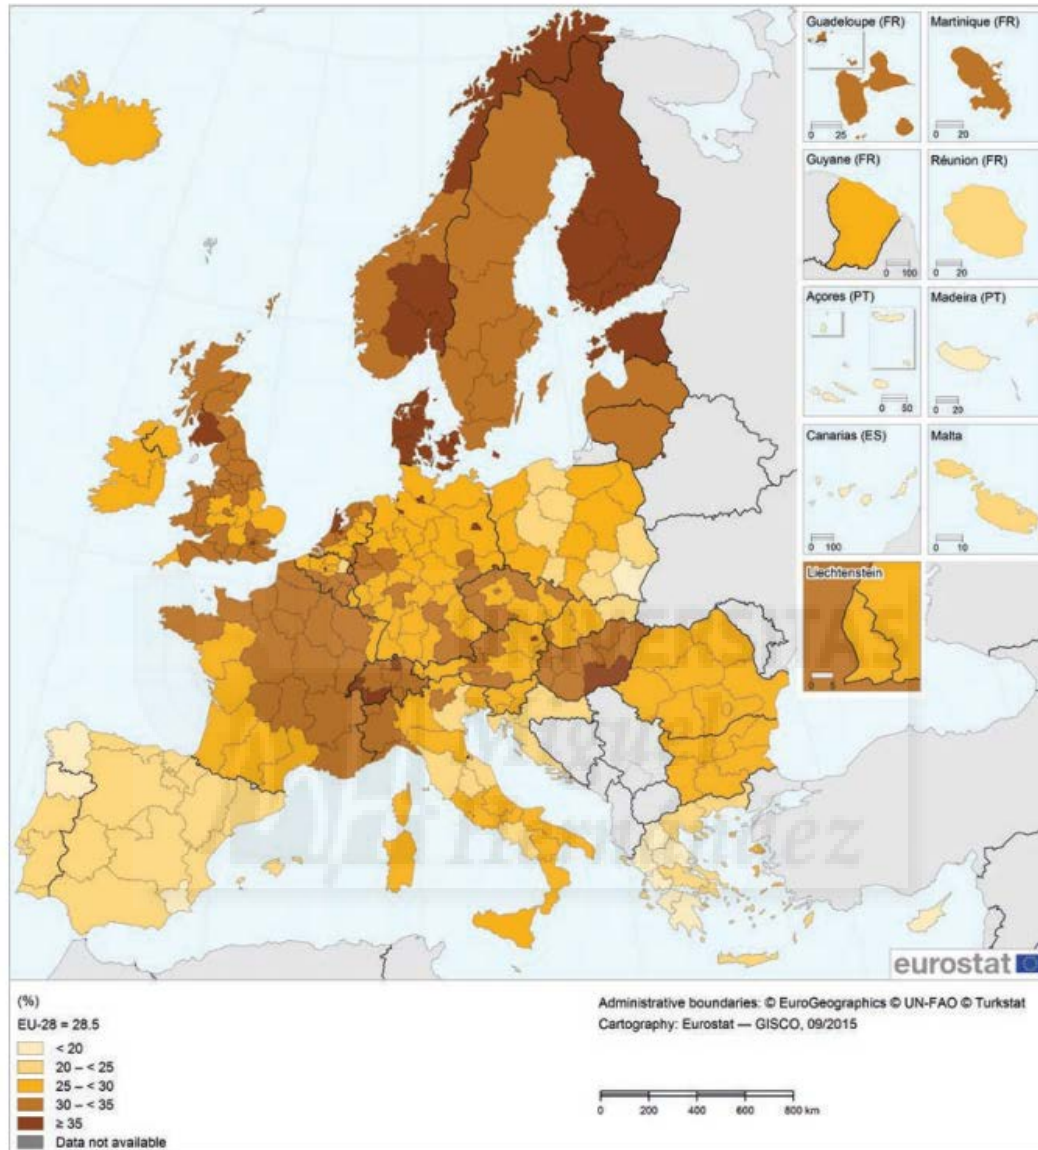 Guadeloupe (FR)
0 25
Martinique (FR)
0 20
Guyane (FR)
0 100
Réunion (FR)
0 20
Açores (PT)
0 50
Madeira (PT)
0 20
Canarias (ES)
0 100
Malta
0 10
Liechtenstein
0 5
UNIVERSITAS
Miguel
Hernández
eurostat
(%)
EU-28 = 28.5
< 20
20 – < 25
25 – < 30
30 – < 35
≥ 35
Data not available
Administrative boundaries: © EuroGeographics © UN-FAO © Turkstat
Cartography: Eurostat — GISCO, 09/2015
0 200 400 600 800 km